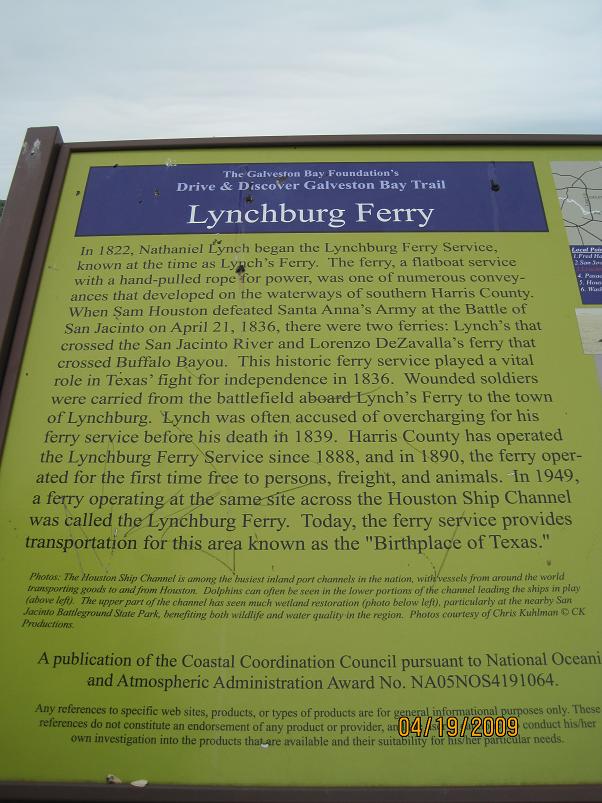 The Galveston Bay Foundation's
Drive & Discover Galveston Bay Trail
Lynchburg Ferry
In 1822, Nathaniel Lynch began the Lynchburg Ferry Service,
known at the time as Lynch's Ferry. The ferry, a flatboat service
with a hand-pulled rope for power, was one of numerous convey-
ances that developed on the waterways of southern Harris County.
When Sam Houston defeated Santa Anna's Army at the Battle of
San Jacinto on April 21, 1836, there were two ferries: Lynch's that
crossed the San Jacinto River and Lorenzo DeZavalla's ferry that
crossed Buffalo Bayou. This historic ferry service played a vital
role in Texas' fight for independence in 1836. Wounded soldiers
were carried from the battlefield aboard Lynch's Ferry to the town
of Lynchburg. Lynch was often accused of overcharging for his
ferry service before his death in 1839. Harris County has operated
the Lynchburg Ferry Service since 1888, and in 1890, the ferry oper-
ated for the first time free to persons, freight, and animals. In 1949,
a ferry operating at the same site across the Houston Ship Channel
was called the Lynchburg Ferry. Today, the ferry service provides
transportation for this area known as the "Birthplace of Texas."
Photos: The Houston Ship Channel is among the busiest inland port channels in the nation, with vessels from around the world
transporting goods to and from Houston. Dolphins can often be seen in the lower portions of the channel leading the ships in play
(above left). The upper part of the channel has seen much wetland restoration (photo below left), particularly at the nearby San
Jacinto Battleground State Park, benefiting both wildlife and water quality in the region. Photos courtesy of Chris Kuhlman © CK
Productions.
A publication of the Coastal Coordination Council pursuant to National Oceani
and Atmospheric Administration Award No. NA05NOS4191064.
Any references to specific web sites, products, or types of products are for general informational purposes only. These
references do not constitute an endorsement of any product or provider, an conduct his/her
own investigation into the products that are available and their suitability for his/her particular needs.
Local Poin
1.Fred Ha
2.San Jac
4. Pasad
5. Hous
6. Wash
04/19/2009